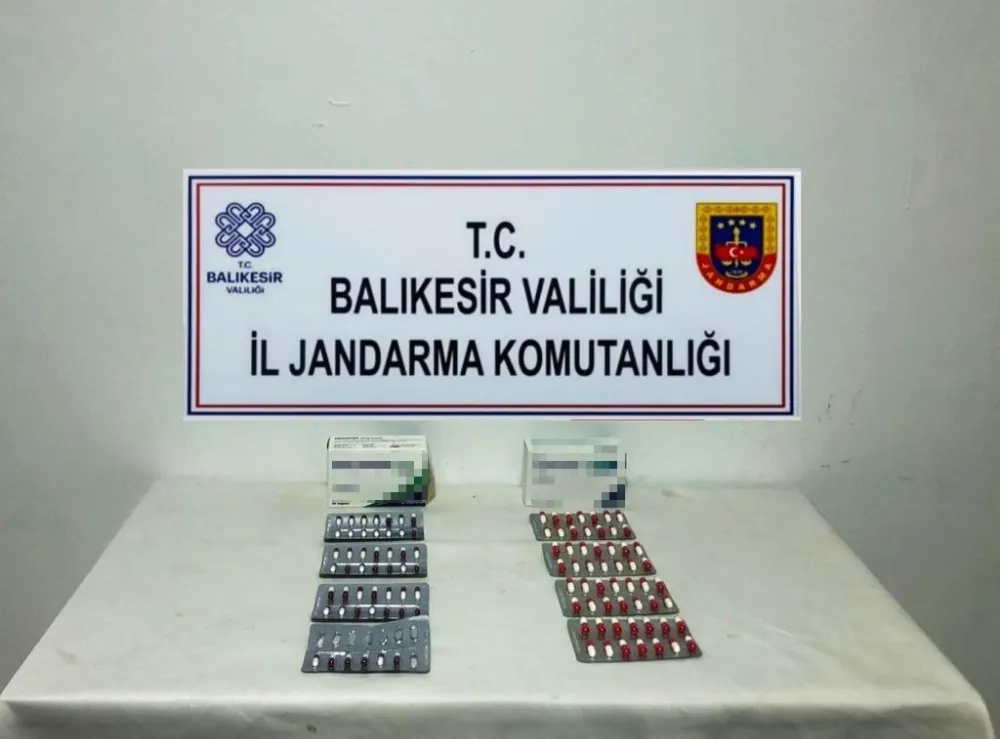 T.C.
BALIKESİR
VALİLİĞİ
T.C.
BALIKESİR VALİLİĞİ
İL JANDARMA KOMUTANLIĞI
JANDARMA